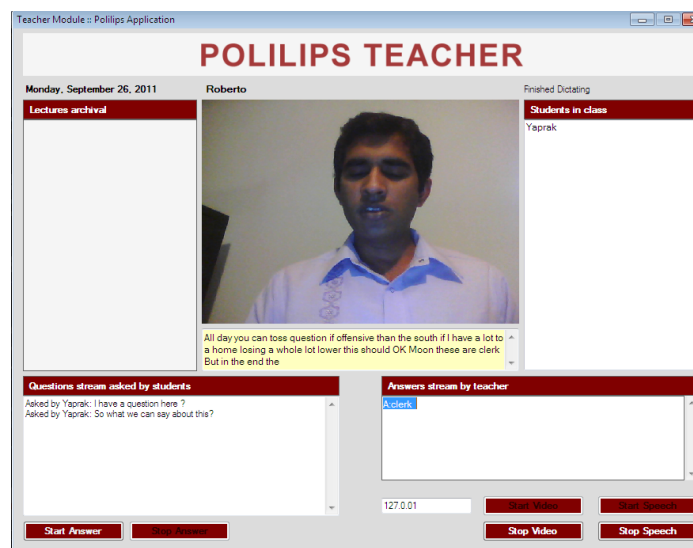 Teacher Module :: Polilips Application
POLILIPS TEACHER
Monday, September 26, 2011
Roberto
Finished Dictating
Lectures archival
Students in class
Yaprak
All day you can toss question if offensive than the south if I have a lot to
a home losing a whole lot lower this should OK Moon these are clerk
But in the end the
Questions stream asked by students
Asked by Yaprak: I have a question here ?
Asked by Yaprak: So what we can say about this?
Answers stream by teacher
A:clerk
127.0.01
Start Video
Start Speech
Start Answer
Stop Answer
Stop Video
Stop Speech